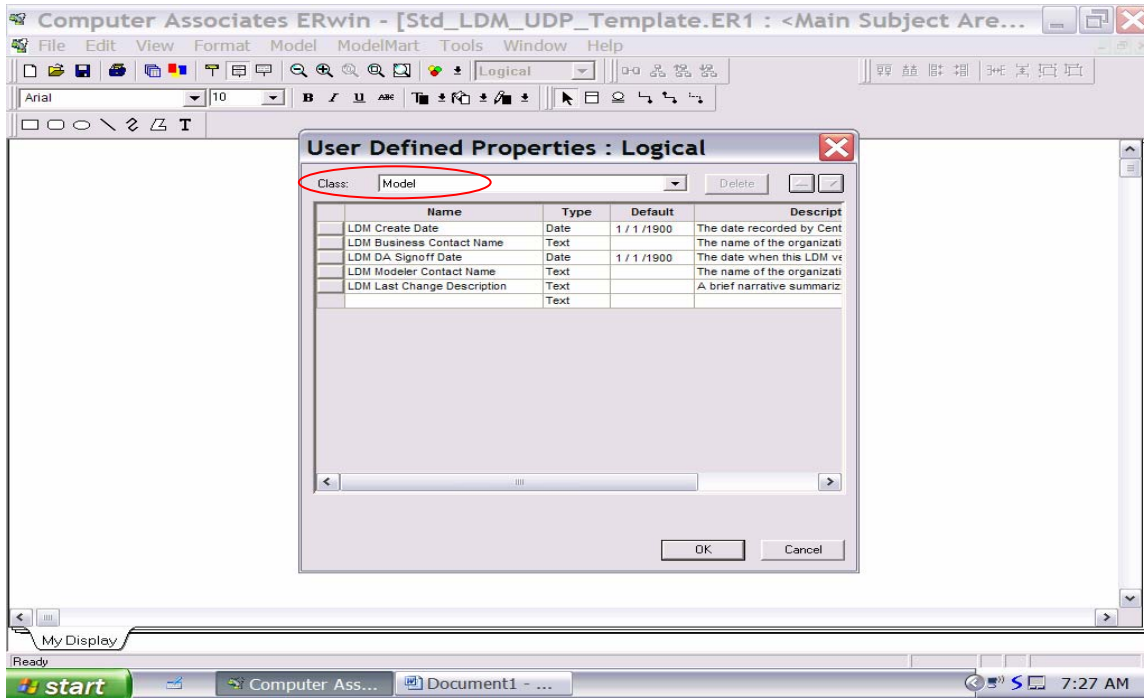 Computer Associates ERwin - [Std_LDM_UDP_Template.ER1 : <Main Subject Are...
File Edit View Format Model ModelMart Tools Window Help
Logical
Arial 10 B I U ABC T
T
User Defined Properties : Logical
Class: Model Delete
Name Type Default Descript
LDM Create Date Date 1 / 1 /1900 The date recorded by Cent
LDM Business Contact Name Text The name of the organizati
LDM DA Signoff Date Date 1 / 1 /1900 The date when this LDM ve
LDM Modeler Contact Name Text The name of the organizati
LDM Last Change Description Text A brief narrative summariz
Text
OK Cancel
My Display
Ready
start Computer Ass... Document1 - ... 7:27 AM